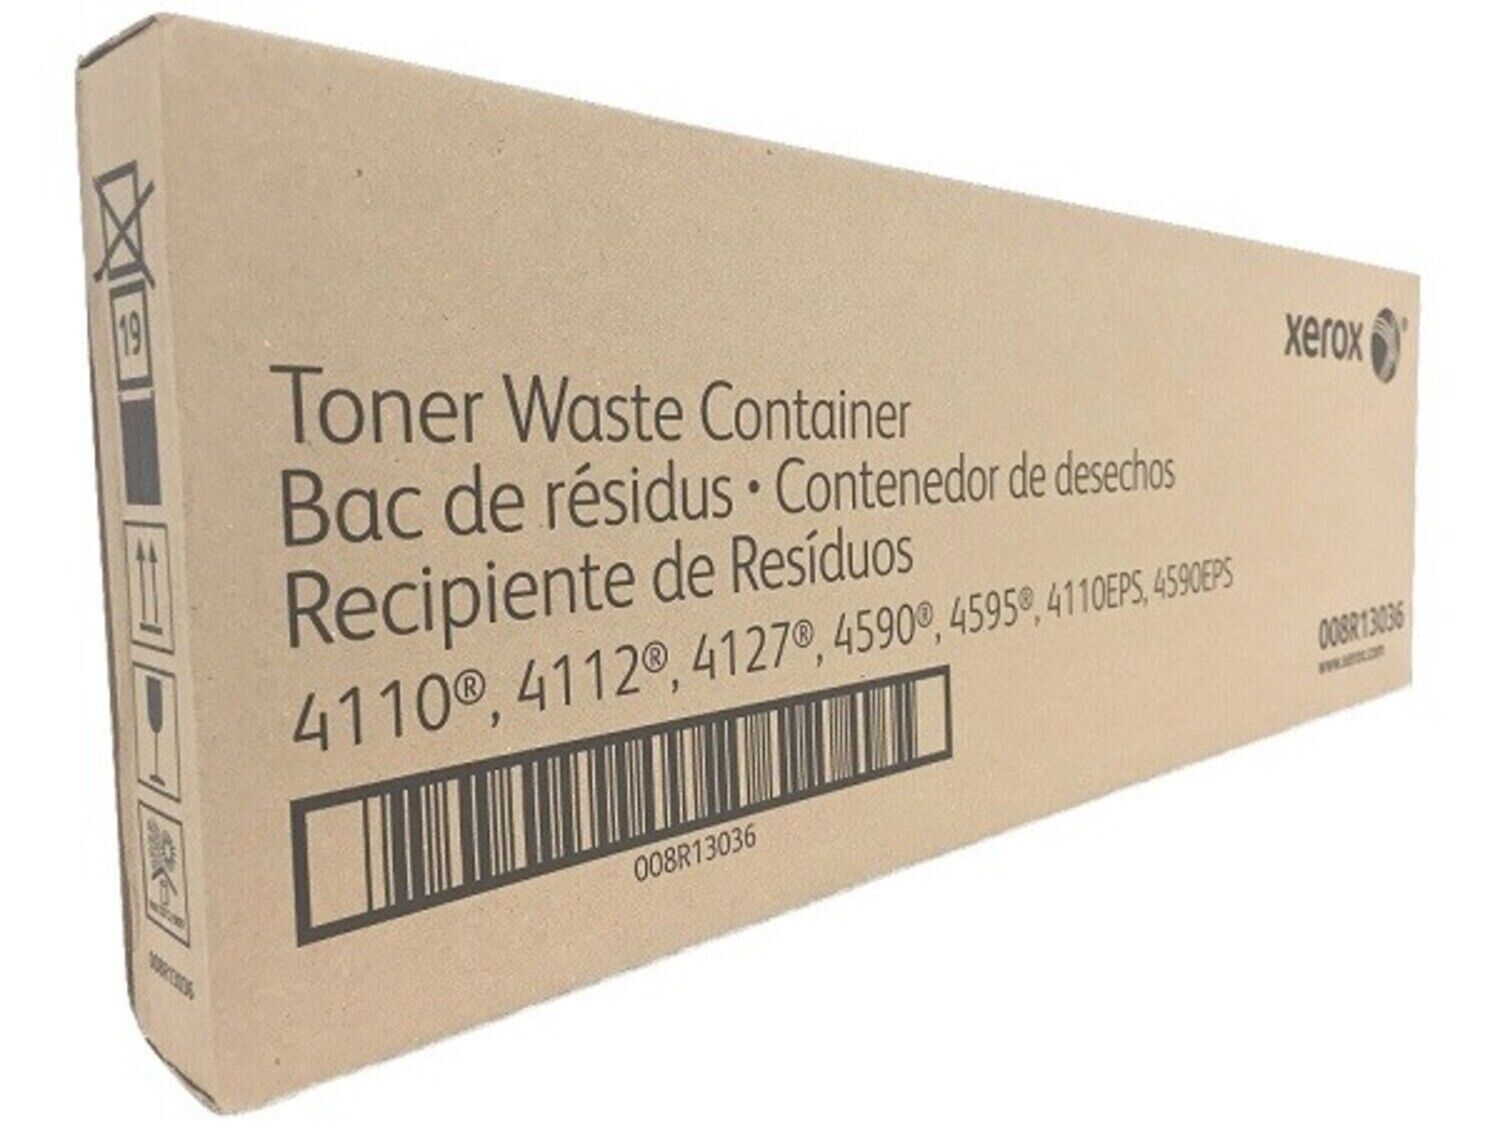 xerox ®
Toner Waste Container
Bac de résidus • Contenedor de desechos
Recipiente de Resíduos
4110®, 4112®, 4127®, 4590®, 4595®, 4110EPS, 4590EPS
008R13036
www.xerox.com
008R13036
19
008R13036